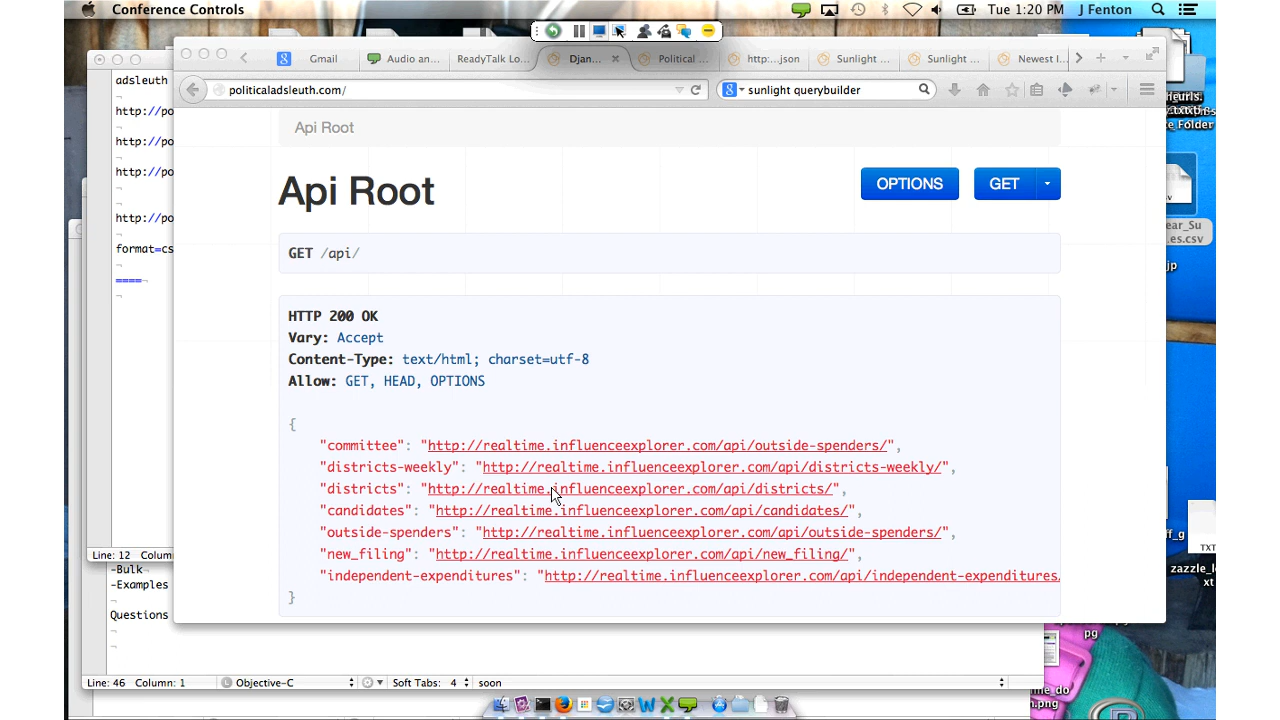 Conference Controls
Tue 1:20 PM J Fenton
Gmail
Audio an...
ReadyTalk Lo...
Djan...
Political ...
http:...json
Sunlight ...
Sunlight ...
Newest I...
politicaladsleuth.com/
sunlight querybuilder
adsleuth
http://po
http://po
http://po
http://po
format=cs
====
Line: 12 Column
Api Root
Api Root
OPTIONS
GET
GET /api/
HTTP 200 OK
Vary: Accept
Content-Type: text/html; charset=utf-8
Allow: GET, HEAD, OPTIONS
{
"committee": "http://realtime.influenceexplorer.com/api/outside-spenders/",
"districts-weekly": "http://realtime.influenceexplorer.com/api/districts-weekly/",
"districts": "http://realtime.influenceexplorer.com/api/districts/",
"candidates": "http://realtime.influenceexplorer.com/api/candidates/",
"outside-spenders": "http://realtime.influenceexplorer.com/api/outside-spenders/",
"new_filing": "http://realtime.influenceexplorer.com/api/new_filing/",
"independent-expenditures": "http://realtime.influenceexplorer.com/api/independent-expenditures/
}
-Bulk
-Examples
Questions
Line: 46 Column: 1
Objective-C
Soft Tabs: 4
soon
TXT